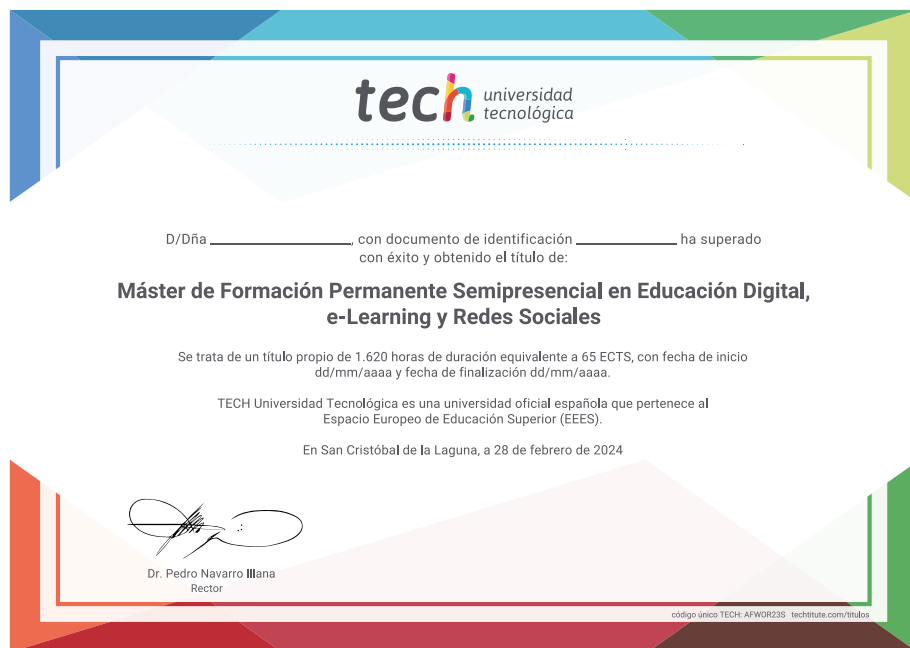 tech universidad
tecnológica
D/Dña ____________, con documento de identificación ____________ ha superado
con éxito y obtenido el título de:
Máster de Formación Permanente Semipresencial en Educación Digital,
e-Learning y Redes Sociales
Se trata de un título propio de 1.620 horas de duración equivalente a 65 ECTS, con fecha de inicio
dd/mm/aaaa y fecha de finalización dd/mm/aaaa.
TECH Universidad Tecnológica es una universidad oficial española que pertenece al
Espacio Europeo de Educación Superior (EEES).
En San Cristóbal de la Laguna, a 28 de febrero de 2024
Dr. Pedro Navarro Illana
Rector
código único TECH: AFWOR23S techtitute.com/titulos